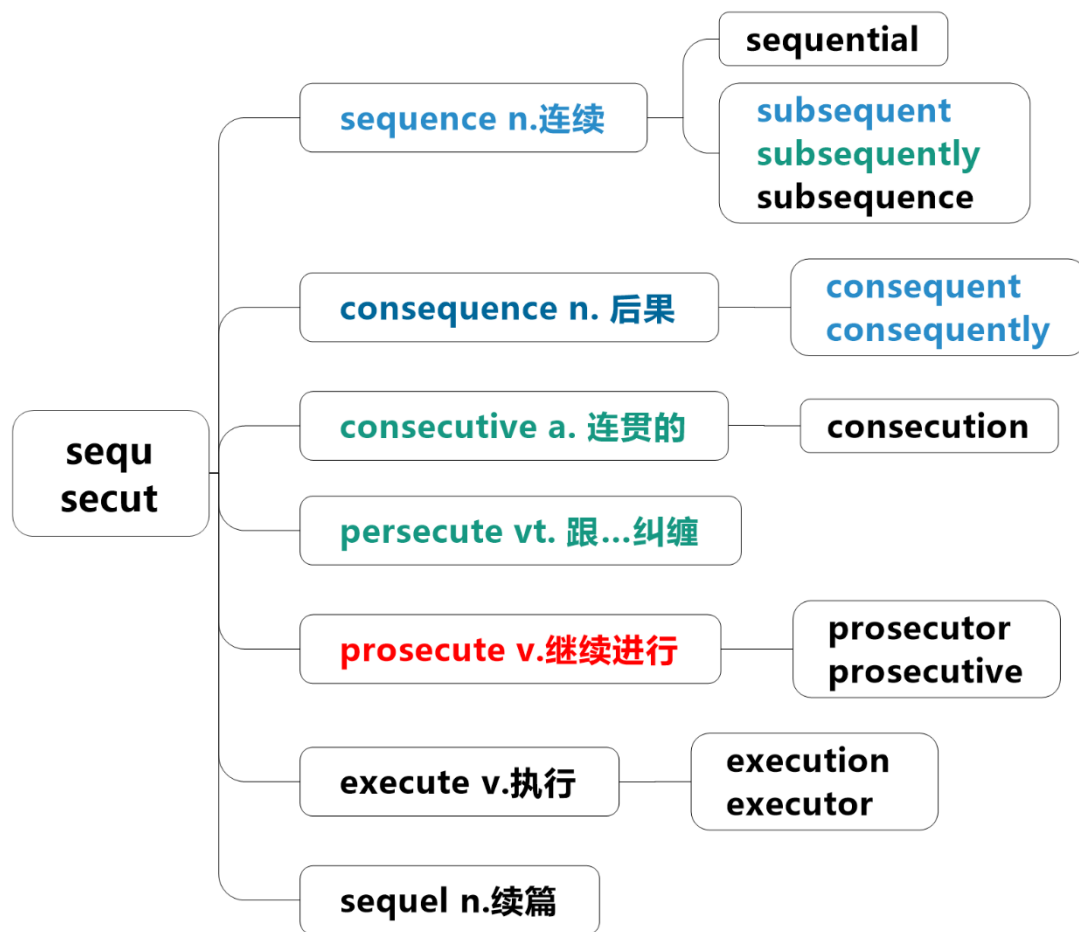 sequ
secut
sequence n.连续
sequential
subsequent
subsequently
subsequence
consequence n. 后果
consequent
consequently
consecutive a. 连贯的
consecution
persecute vt. 跟…纠缠
prosecute v.继续进行
prosecutor
prosecutive
execute v.执行
execution
executor
sequel n.续篇